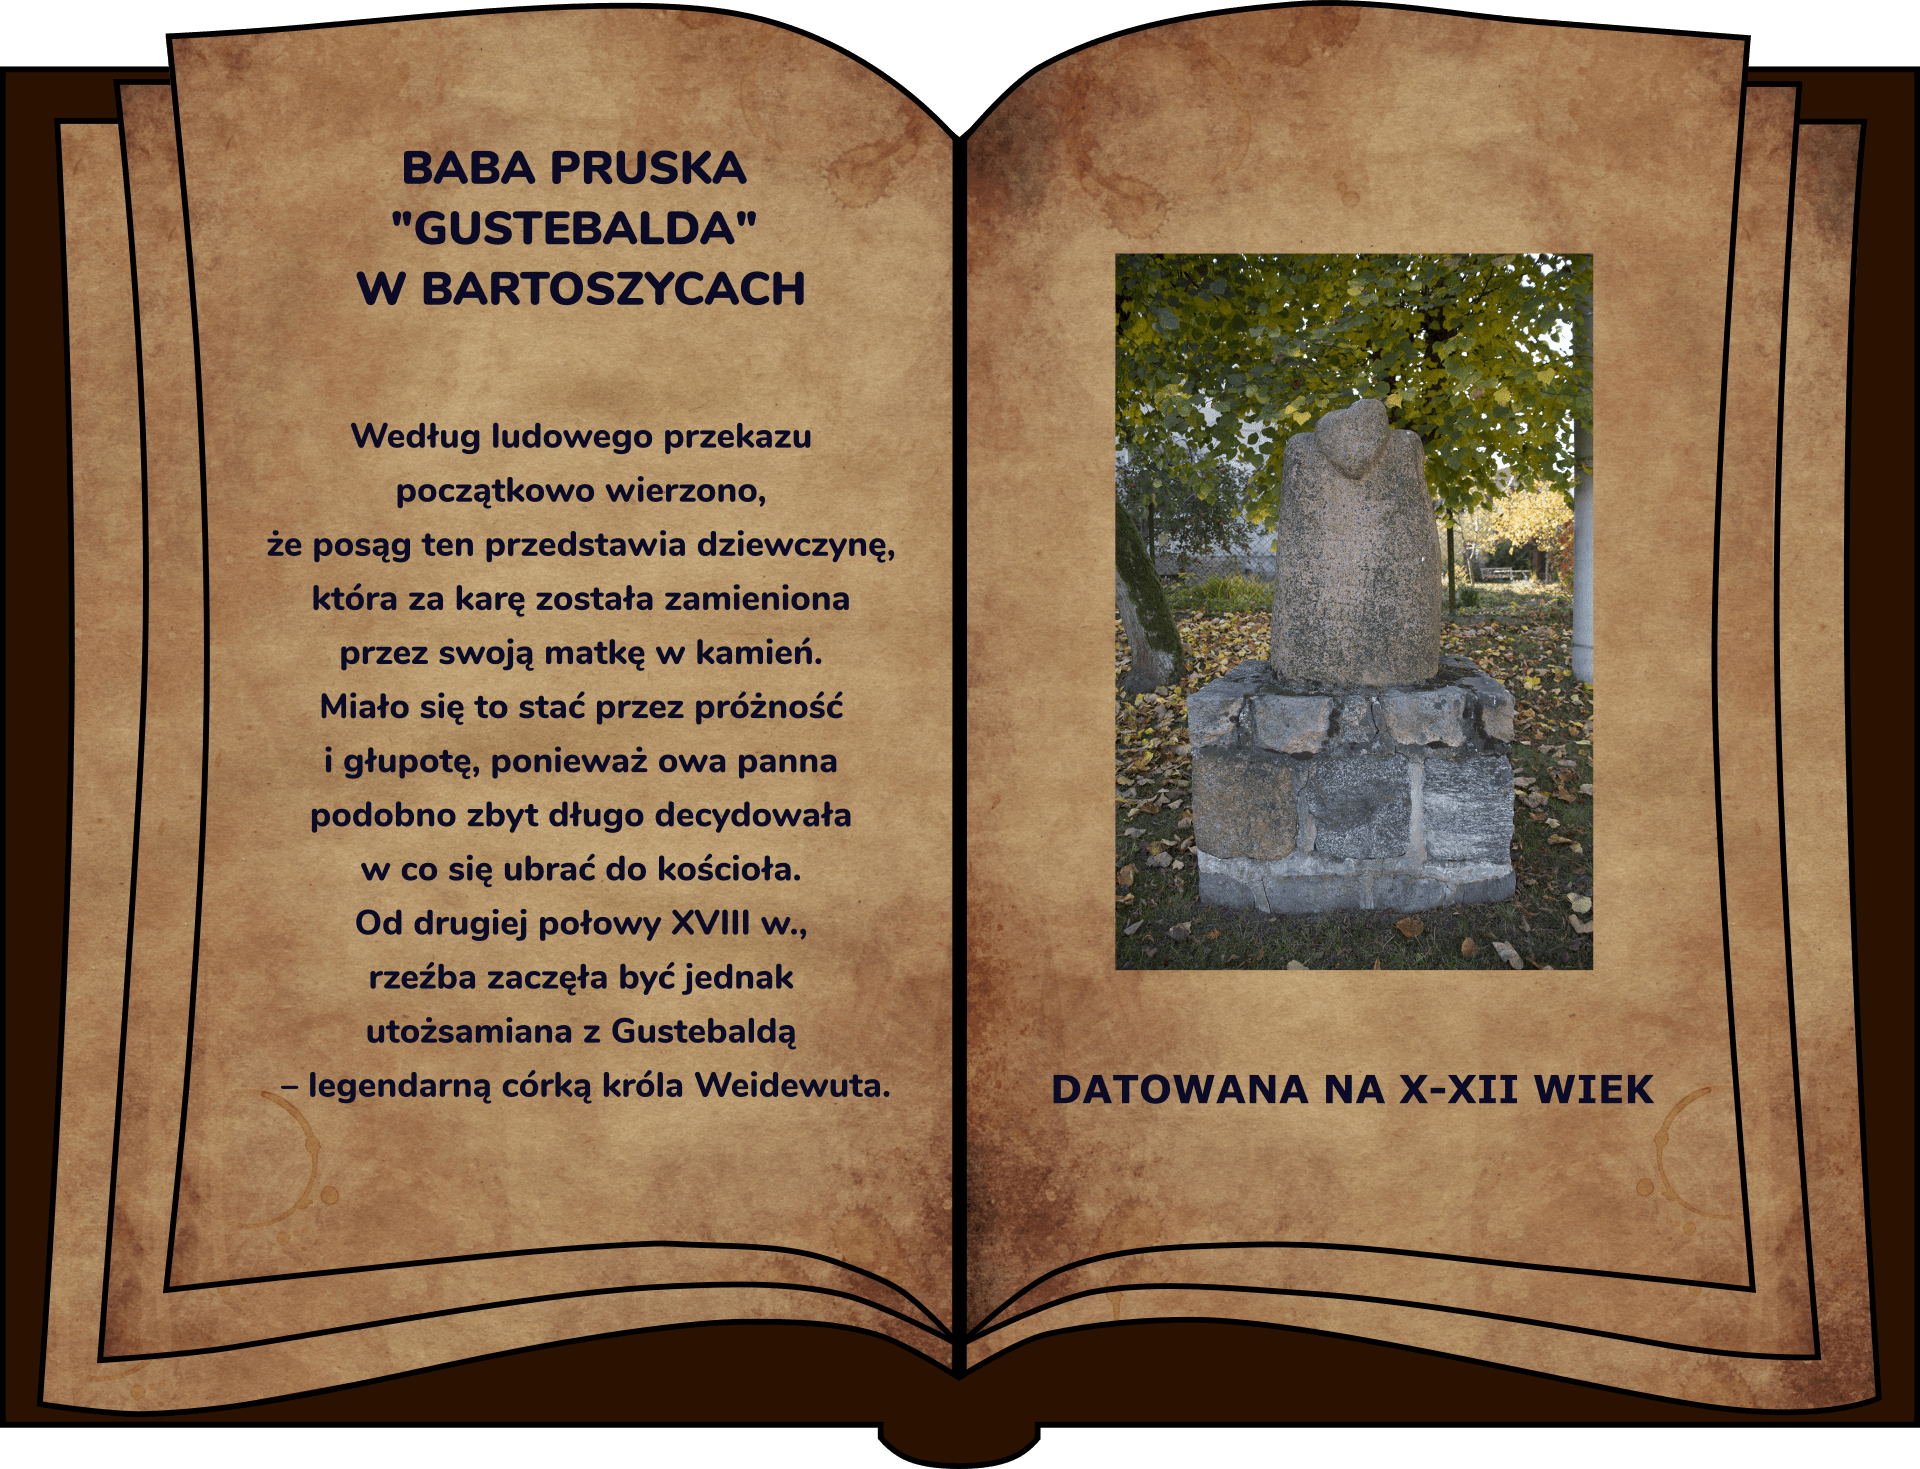 BABA PRUSKA
"GUSTEBALDA"
W BARTOSZYCACH
Według ludowego przekazu
początkowo wierzono,
że posąg ten przedstawia dziewczynę,
która za karę została zamieniona
przez swoją matkę w kamień.
Miało się to stać przez próżność
i głupotę, ponieważ owa panna
podobno zbyt długo decydowała
w co się ubrać do kościoła.
Od drugiej połowy XVIII w.,
rzeźba zaczęła być jednak
utożsamiana z Gustebaldą
– legendarną córką króla Weidewuta.
DATOWANA NA X-XII WIEK